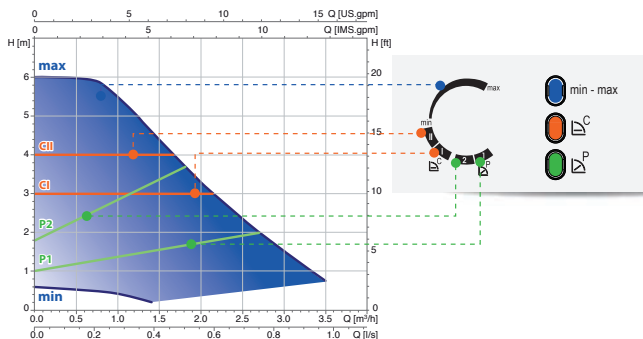 0 5 10 15 Q [US.gpm]
0 5 10 Q [IMS.gpm]
H [m] H [ft]
max
6 20
5
CII 4 15
CI 3
10
P2
2
5
P1
1
min
0 0
0.0 0.5 1.0 1.5 2.0 2.5 3.0 3.5 Q [m³/h]
0.0 0.2 0.4 0.6 0.8 1.0 Q [l/s]
max
min
II
I
C
2
1
P
min - max
C
P